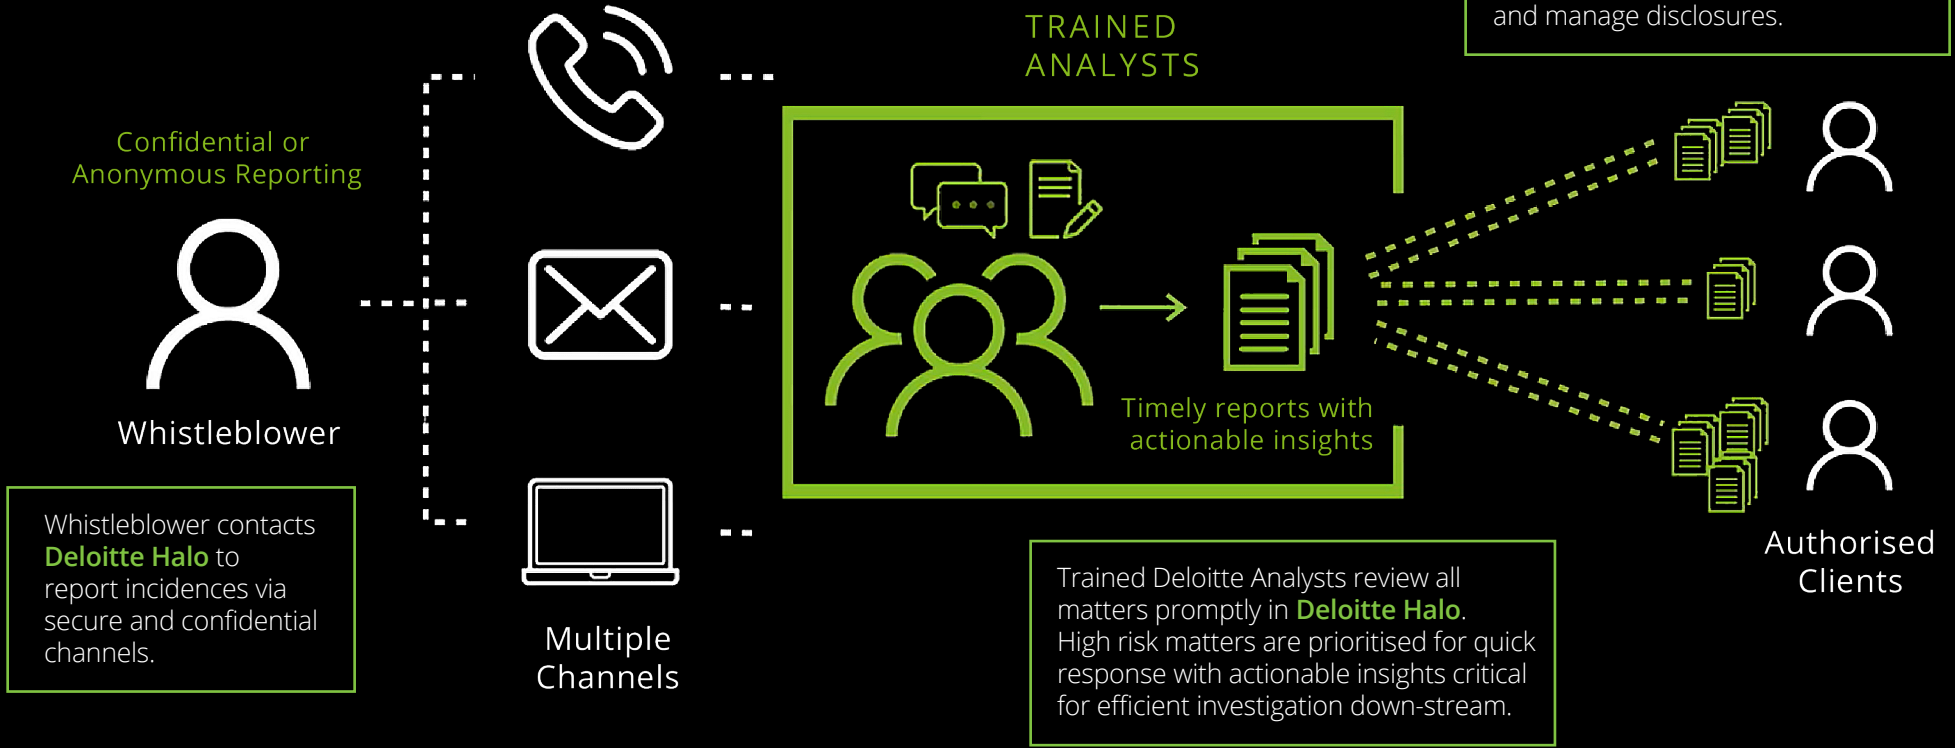 and manage disclosures.
TRAINED
ANALYSTS
Confidential or
Anonymous Reporting
Whistleblower
Whistleblower contacts
Deloitte Halo to
report incidences via
secure and confidential
channels.
Multiple
Channels
Timely reports with
actionable insights
Trained Deloitte Analysts review all
matters promptly in Deloitte Halo.
High risk matters are prioritised for quick
response with actionable insights critical
for efficient investigation down-stream.
Authorised
Clients